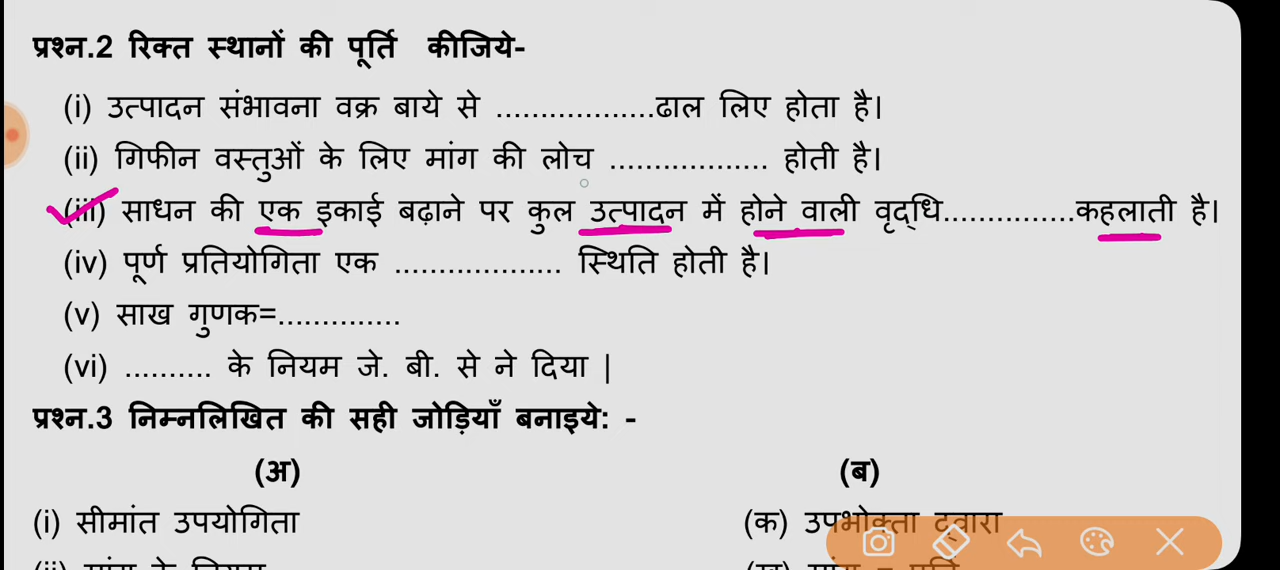 प्रश्न.2 रिक्त स्थानों की पूर्ति कीजिये-
(i) उत्पादन संभावना वक्र बाये से ..................ढाल लिए होता है।
(ii) गिफीन वस्तुओं के लिए मांग की लोच .................. होती है।
(iii) साधन की एक इकाई बढ़ाने पर कुल उत्पादन में होने वाली वृद्धि...............कहलाती है।
(iv) पूर्ण प्रतियोगिता एक ................... स्थिति होती है।
(v) साख गुणक=..............
(vi) .......... के नियम जे. बी. से ने दिया |
प्रश्न.3 निम्नलिखित की सही जोड़ियाँ बनाइये: -
(अ) (ब)
(i) सीमांत उपयोगिता (क) उपभोक्ता द्वारा